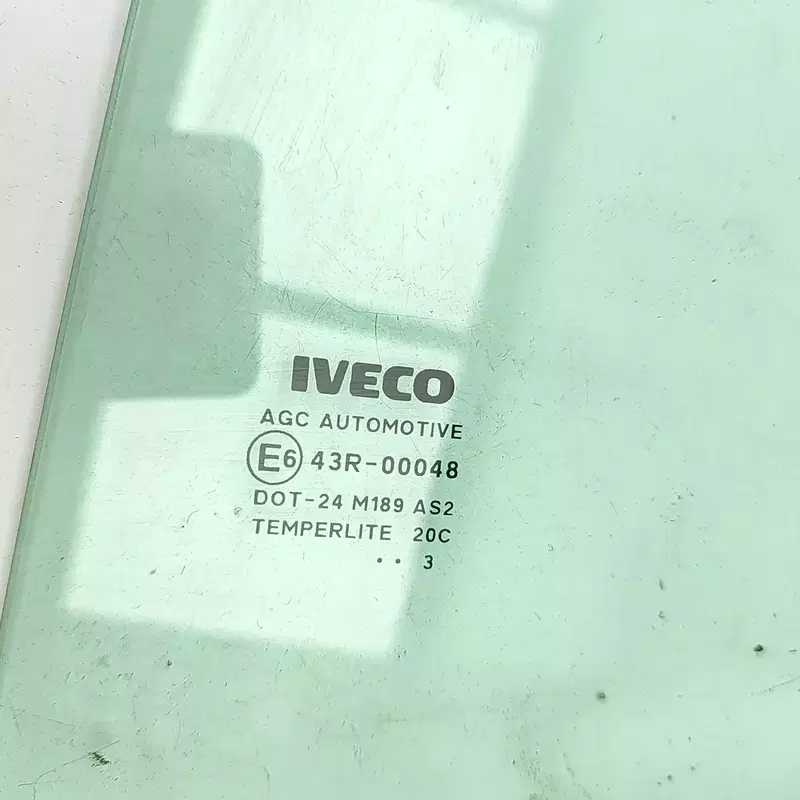 IVECO
AGC AUTOMOTIVE
E6 43R-00048
DOT-24 M189 AS2
TEMPERLITE 20C
.. 3